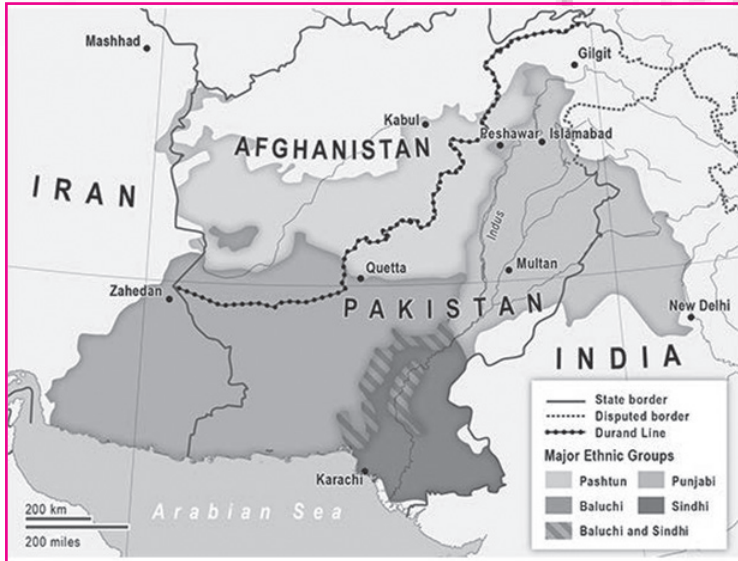 Mashhad
Gilgit
Kabul
Peshawar
Islamabad
AFGHANISTAN
IRAN
Indus
Quetta
Multan
Zahedan
PAKISTAN
New Delhi
INDIA
State border
Disputed border
Durand Line
Major Ethnic Groups
Pashtun
Punjabi
Baluchi
Sindhi
Baluchi and Sindhi
Karachi
Arabian Sea
200 km
200 miles